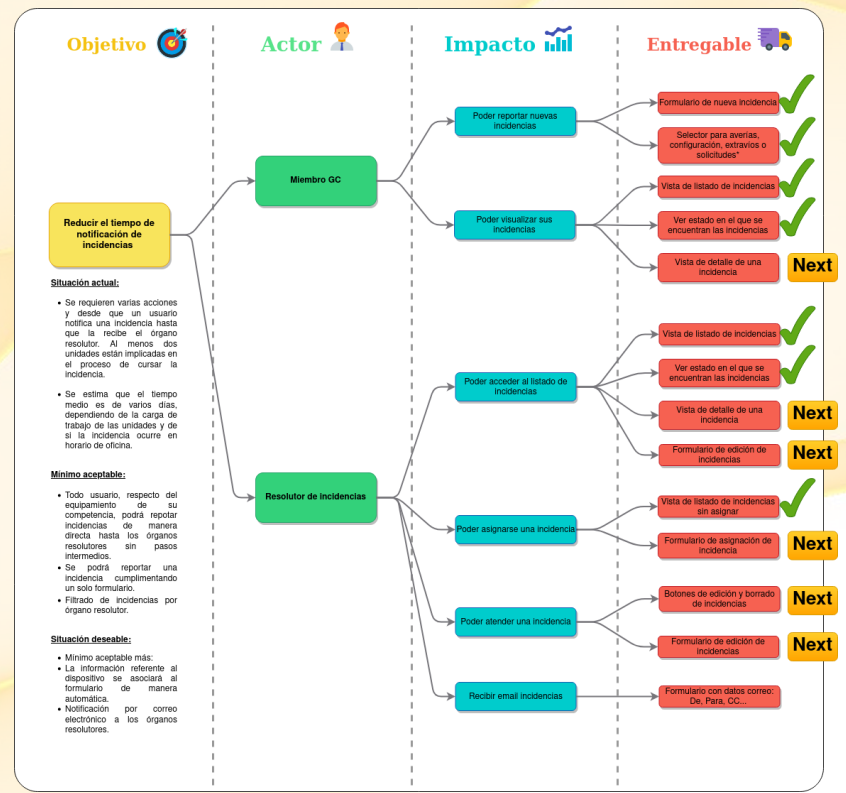 Objetivo
Actor
Impacto
Entregable
Reducir el tiempo de
notificación de
incidencias
Situación actual:
• Se requieren varias acciones
y desde que un usuario
notifica una incidencia hasta
que la recibe el órgano
resolutor. Al menos dos
unidades están implicadas en
el proceso de cursar la
incidencia.
• Se estima que el tiempo
medio es de varios días,
dependiendo de la carga de
trabajo de las unidades y de
si la incidencia ocurre en
horario de oficina.
Mínimo aceptable:
• Todo usuario, respecto del
equipamiento de su
competencia, podrá repotar
incidencias de manera
directa hasta los órganos
resolutores sin pasos
intermedios.
• Se podrá reportar una
incidencia cumplimentando
un solo formulario.
• Filtrado de incidencias por
órgano resolutor.
Situación deseable:
• Mínimo aceptable más:
• La información referente al
dispositivo se asociará al
formulario de manera
automática.
• Notificación por correo
electrónico a los órganos
resolutores.
Miembro GC
Resolutor de incidencias
Poder reportar nuevas
incidencias
Poder visualizar sus
incidencias
Poder acceder al listado de
incidencias
Poder asignarse una incidencia
Poder atender una incidencia
Recibir email incidencias
Formulario de nueva incidencia
Selector para averías,
configuración, extravíos o
solicitudes*
Vista de listado de incidencias
Ver estado en el que se
encuentran las incidencias
Vista de detalle de una
incidencia
Next
Vista de listado de incidencias
Ver estado en el que se
encuentran las incidencias
Vista de detalle de una
incidencia
Next
Formulario de edición de
incidencias
Next
Vista de listado de incidencias
sin asignar
Formulario de asignación de
incidencia
Next
Botones de edición y borrado
de incidencias
Next
Formulario de edición de
incidencias
Next
Formulario con datos correo:
De, Para, CC...